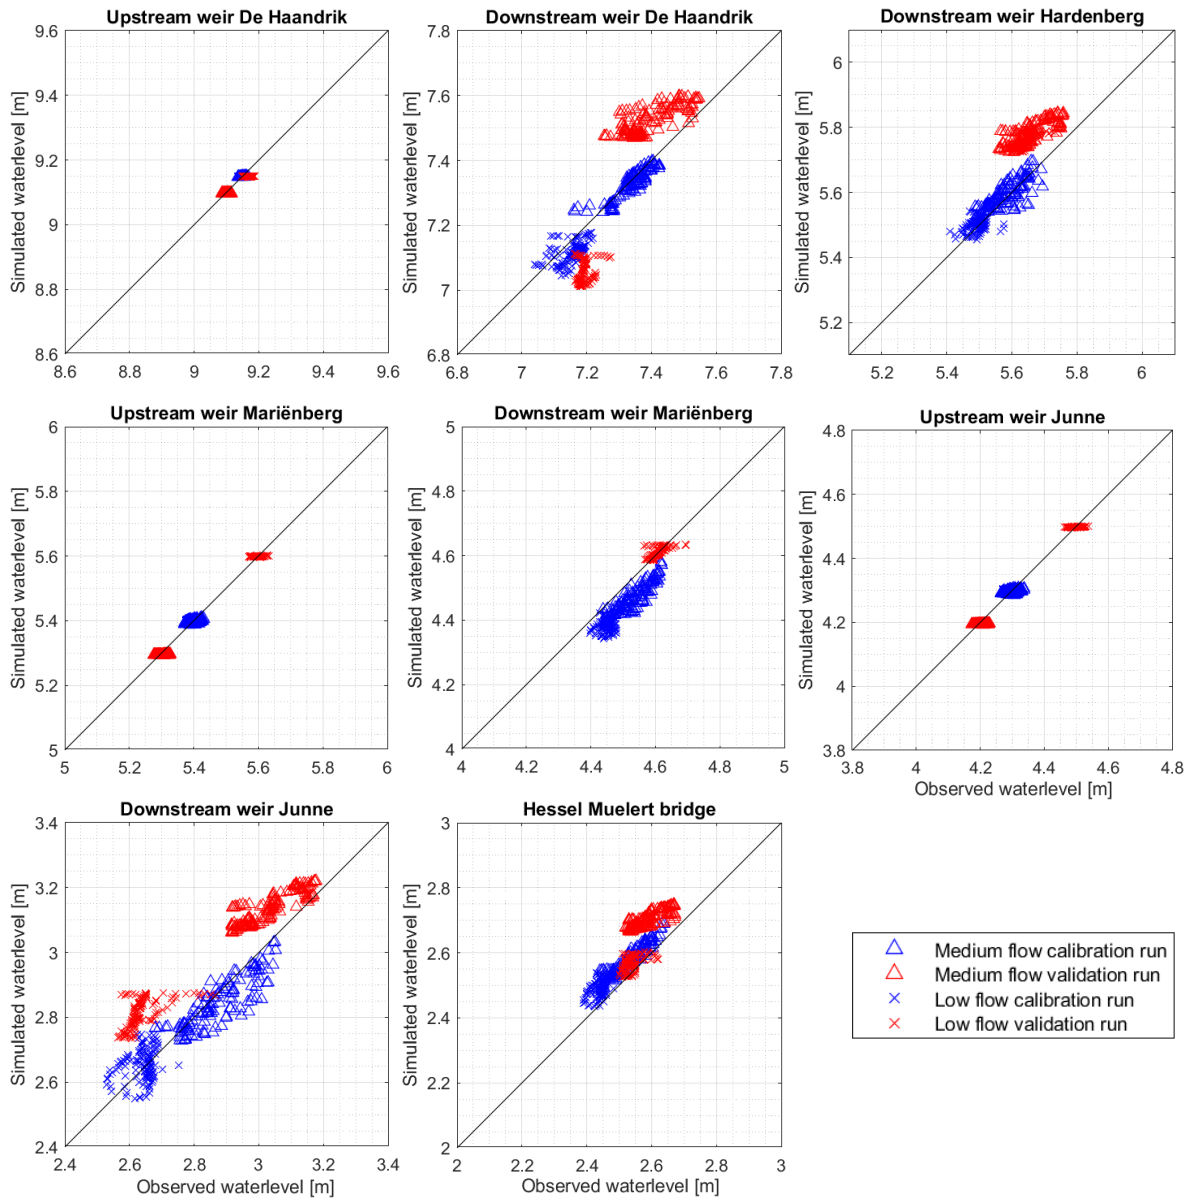 Upstream weir De Haandrik
Simulated waterlevel [m]
9.6
9.4
9.2
9
8.8
8.6
8.6 8.8 9 9.2 9.4 9.6
Downstream weir De Haandrik
Simulated waterlevel [m]
7.8
7.6
7.4
7.2
7
6.8
6.8 7 7.2 7.4 7.6 7.8
Downstream weir Hardenberg
Simulated waterlevel [m]
6
5.8
5.6
5.4
5.2
5.2 5.4 5.6 5.8 6
Upstream weir Mariënberg
Simulated waterlevel [m]
6
5.8
5.6
5.4
5.2
5
5 5.2 5.4 5.6 5.8 6
Downstream weir Mariënberg
Simulated waterlevel [m]
5
4.8
4.6
4.4
4.2
4
4 4.2 4.4 4.6 4.8 5
Upstream weir Junne
Simulated waterlevel [m]
4.8
4.6
4.4
4.2
4
3.8
3.8 4 4.2 4.4 4.6 4.8
Observed waterlevel [m]
Downstream weir Junne
Simulated waterlevel [m]
3.4
3.2
3
2.8
2.6
2.4
2.4 2.6 2.8 3 3.2 3.4
Observed waterlevel [m]
Hessel Muelert bridge
Simulated waterlevel [m]
3
2.8
2.6
2.4
2.2
2
2 2.2 2.4 2.6 2.8 3
Observed waterlevel [m]
Medium flow calibration run
Medium flow validation run
Low flow calibration run
Low flow validation run